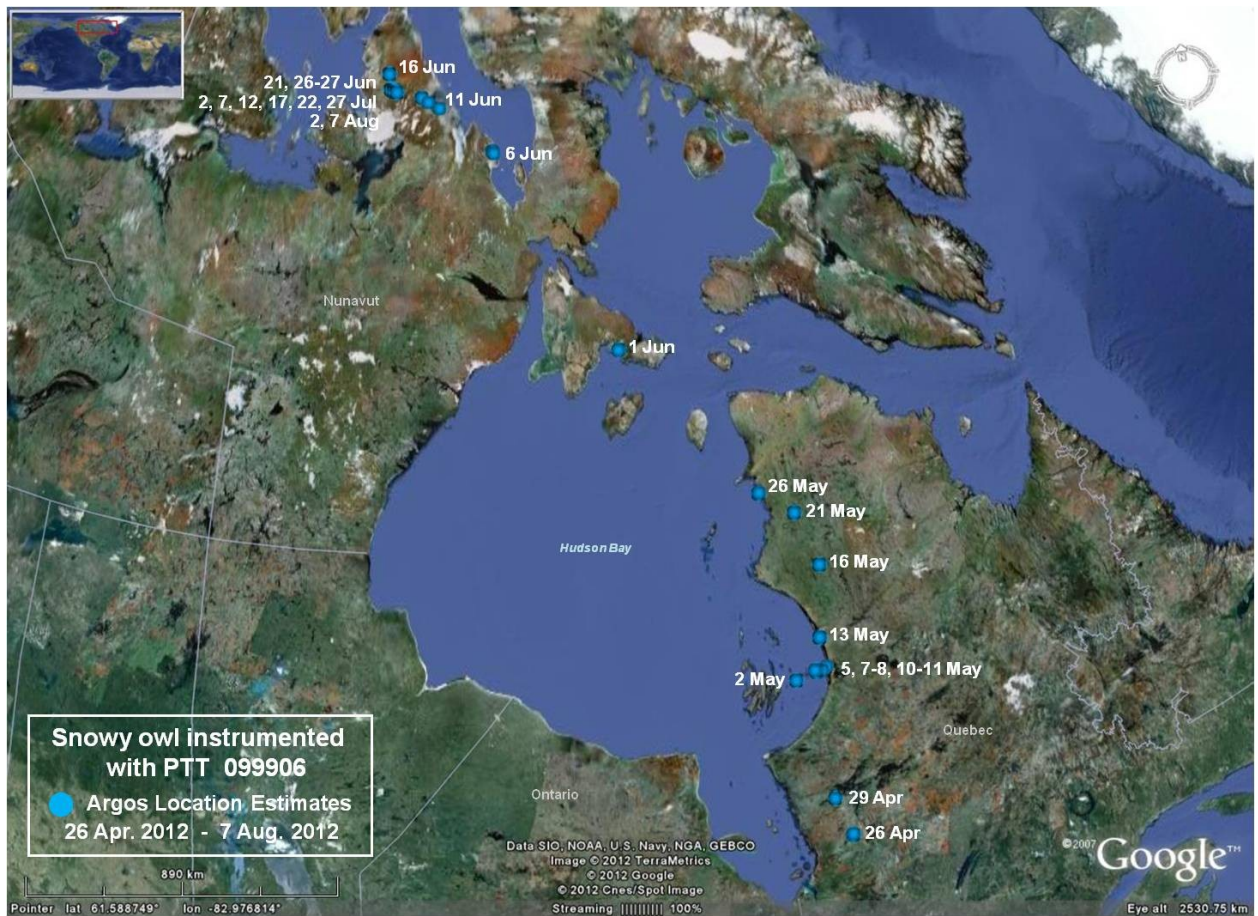 16 Jun
21, 26-27 Jun
2, 7, 12, 17, 22, 27 Jul
2, 7 Aug
11 Jun
6 Jun
Nunavut
1 Jun
26 May
21 May
Hudson Bay
16 May
13 May
5, 7-8, 10-11 May
2 May
Quebec
Snowy owl instrumented
with PTT 099906
Argos Location Estimates
26 Apr. 2012 - 7 Aug. 2012
Ontario
29 Apr
26 Apr
Data SIO, NOAA, U.S. Navy, NGA, GEBCO
Image © 2012 TerraMetrics
© 2012 Google
© 2012 Cnes/Spot Image
©2007 Google™
890 km
Pointer lat 61.588749° lon -82.976814°
Streaming |||||||||| 100%
Eye alt 2530.75 km
N